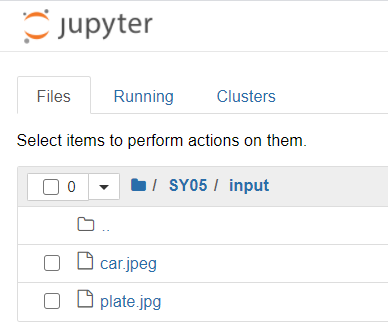 jupyter
Files Running Clusters
Select items to perform actions on them.
0 / SY05 / input
..
car.jpeg
plate.jpg